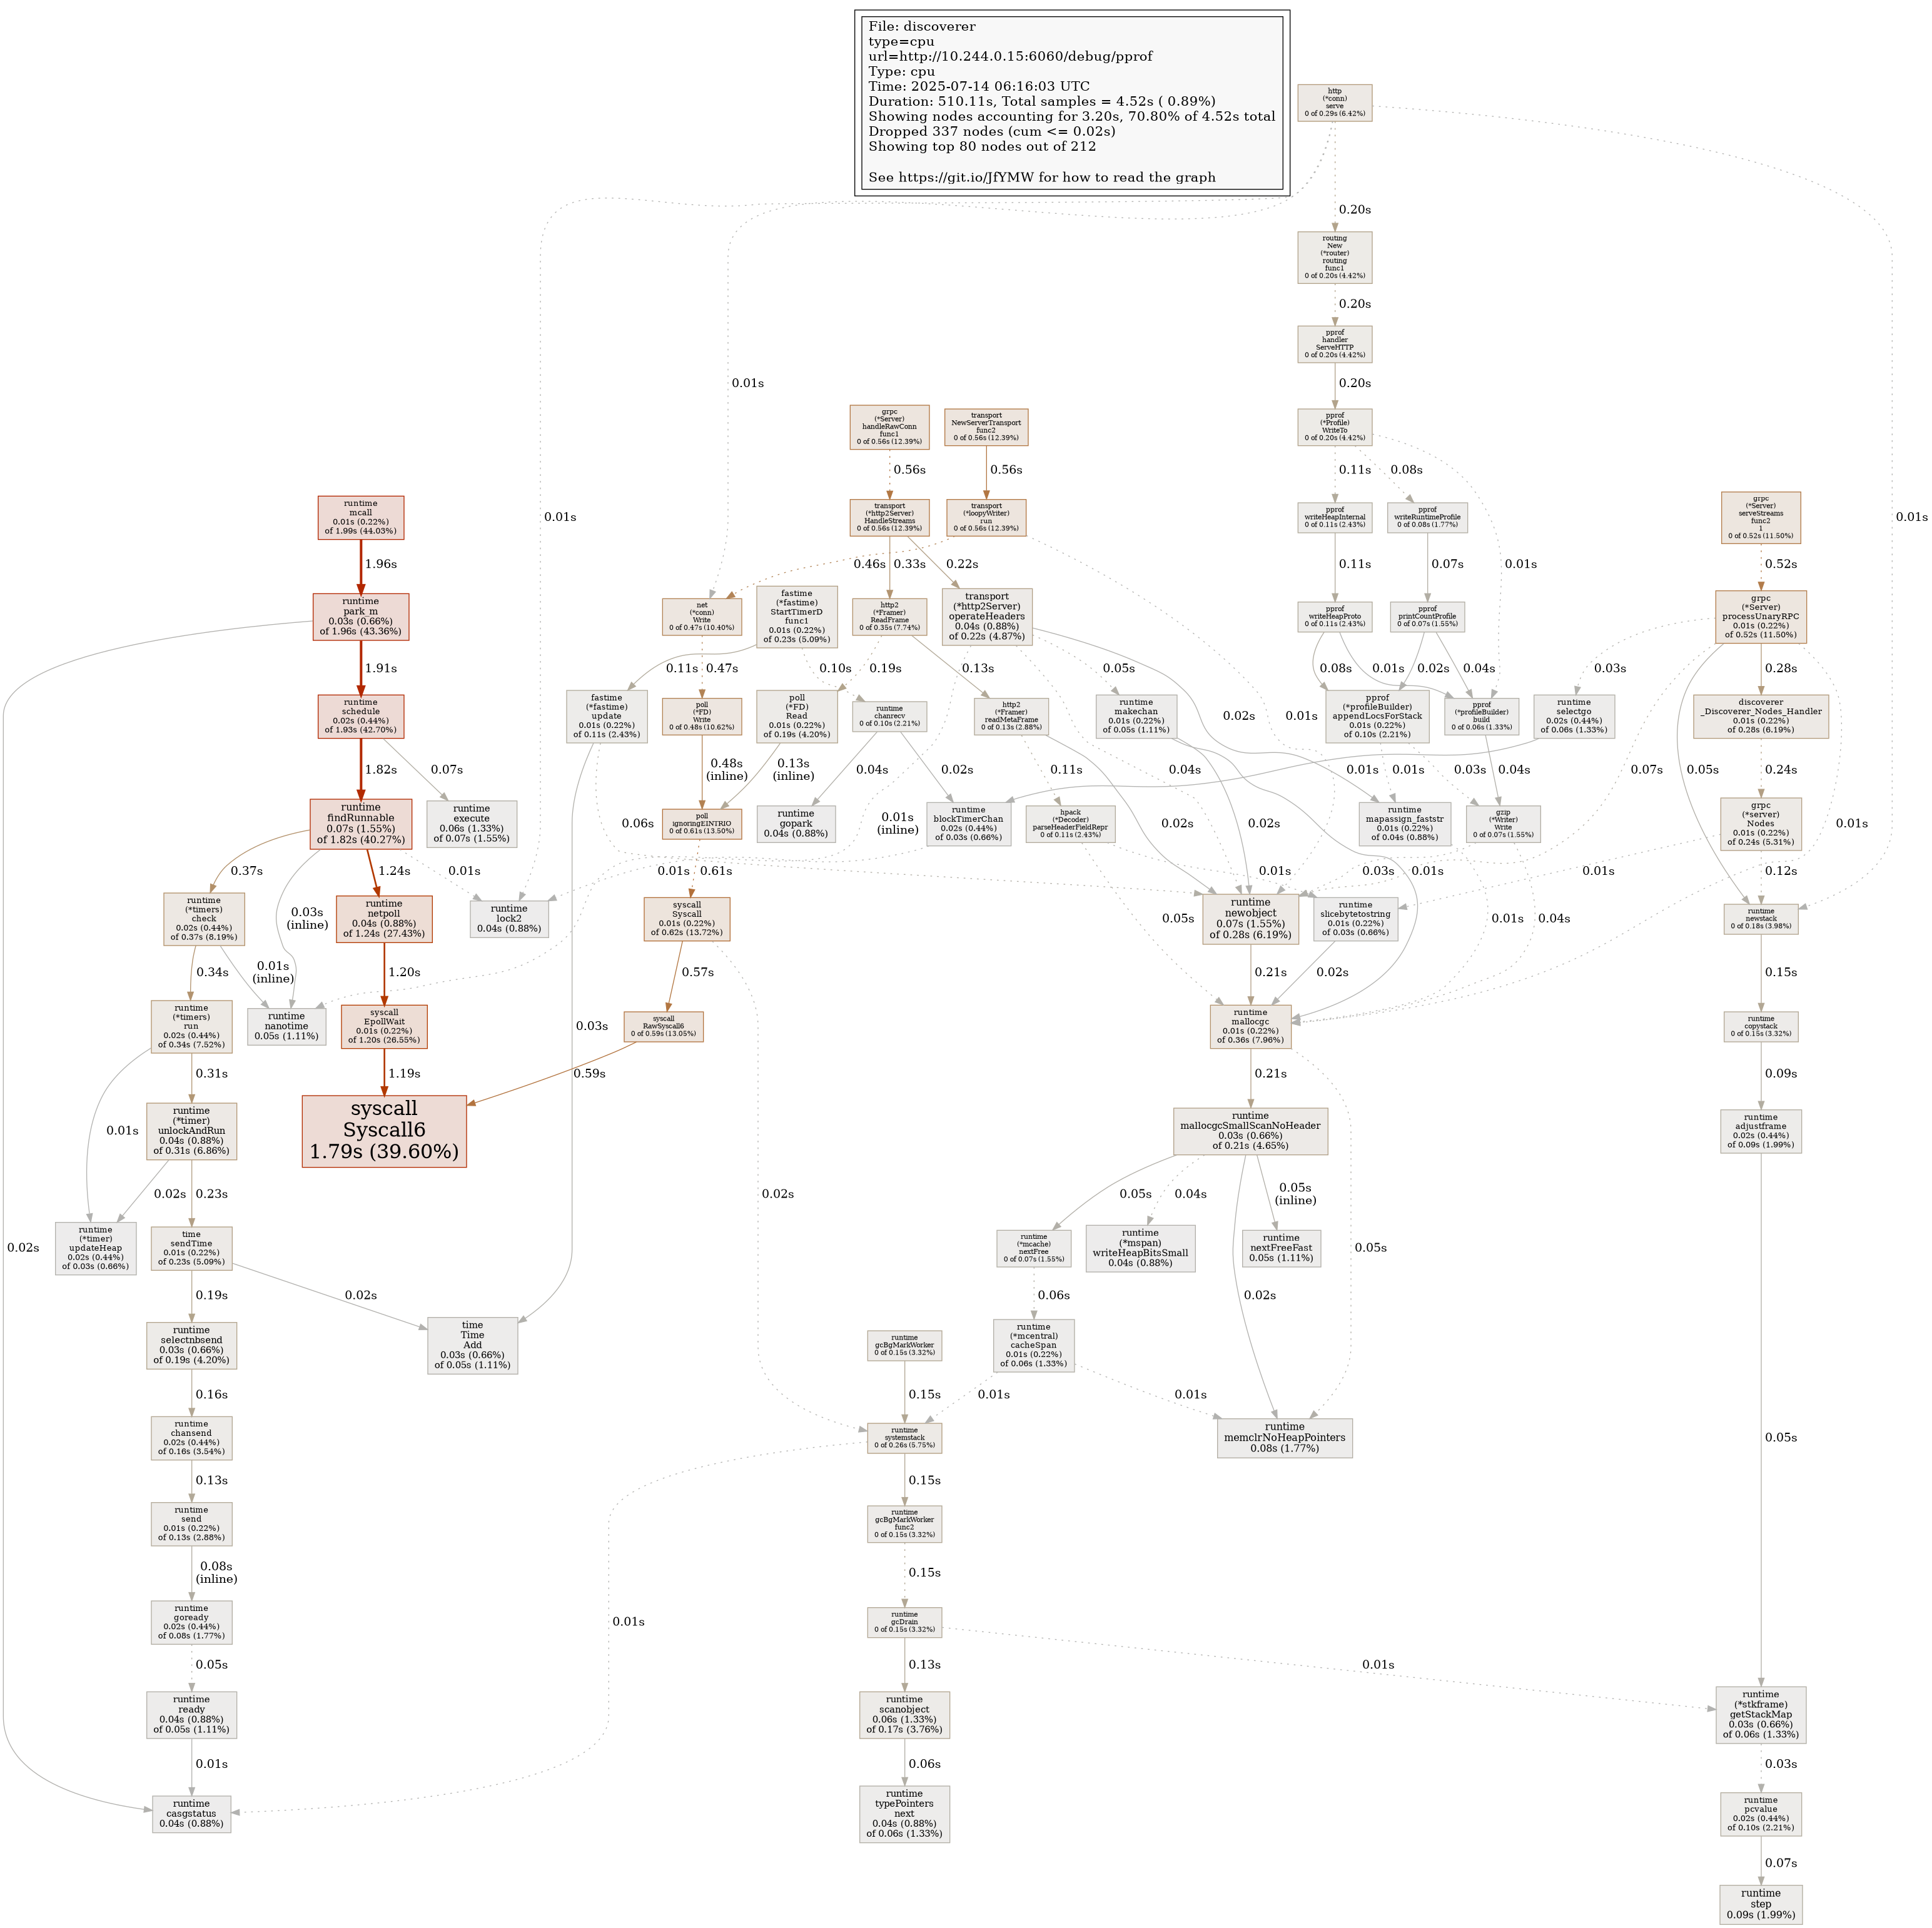 File: discoverer
type=cpu
url=http://10.244.0.15:6060/debug/pprof
Type: cpu
Time: 2025-07-14 06:16:03 UTC
Duration: 510.11s, Total samples = 4.52s ( 0.89%)
Showing nodes accounting for 3.20s, 70.80% of 4.52s total
Dropped 337 nodes (cum <= 0.02s)
Showing top 80 nodes out of 212
See https://git.io/JfYMW for how to read the graph
http
(*conn)
serve
0 of 0.29s (6.42%)
0.20s
routing
New
(*router)
routing
func1
0 of 0.20s (4.42%)
0.20s
pprof
handler
ServeHTTP
0 of 0.20s (4.42%)
0.01s
0.20s
grpc
(*Server)
handleRawConn
func1
0 of 0.56s (12.39%)
transport
NewServerTransport
func2
0 of 0.56s (12.39%)
pprof
(*Profile)
WriteTo
0 of 0.20s (4.42%)
0.56s
0.56s
0.11s
0.08s
runtime
mcall
0.01s (0.22%)
of 1.99s (44.03%)
0.01s
transport
(*http2Server)
HandleStreams
0 of 0.56s (12.39%)
transport
(*loopyWriter)
run
0 of 0.56s (12.39%)
pprof
writeHeapInternal
0 of 0.11s (2.43%)
pprof
writeRuntimeProfile
0 of 0.08s (1.77%)
grpc
(*Server)
serveStreams
func2
1
0 of 0.52s (11.50%)
0.01s
1.96s
0.46s
0.33s
0.22s
0.11s
0.07s
0.01s
0.52s
runtime
park_m
0.03s (0.66%)
of 1.96s (43.36%)
net
(*conn)
Write
0 of 0.47s (10.40%)
fastime
(*fastime)
StartTimerD
func1
0.01s (0.22%)
of 0.23s (5.09%)
http2
(*Framer)
ReadFrame
0 of 0.35s (7.74%)
transport
(*http2Server)
operateHeaders
0.04s (0.88%)
of 0.22s (4.87%)
pprof
writeHeapProto
0 of 0.11s (2.43%)
pprof
printCountProfile
0 of 0.07s (1.55%)
grpc
(*Server)
processUnaryRPC
0.01s (0.22%)
of 0.52s (11.50%)
1.91s
0.11s
0.47s
0.10s
0.19s
0.13s
0.05s
0.02s
0.01s
0.08s
0.01s
0.02s
0.04s
0.03s
0.28s
runtime
schedule
0.02s (0.44%)
of 1.93s (42.70%)
fastime
(*fastime)
update
0.01s (0.22%)
of 0.11s (2.43%)
poll
(*FD)
Write
0 of 0.48s (10.62%)
poll
(*FD)
Read
0.01s (0.22%)
of 0.19s (4.20%)
runtime
chanrecv
0 of 0.10s (2.21%)
http2
(*Framer)
readMetaFrame
0 of 0.13s (2.88%)
runtime
makechan
0.01s (0.22%)
of 0.05s (1.11%)
pprof
(*profileBuilder)
appendLocsForStack
0.01s (0.22%)
of 0.10s (2.21%)
pprof
(*profileBuilder)
build
0 of 0.06s (1.33%)
runtime
selectgo
0.02s (0.44%)
of 0.06s (1.33%)
discoverer
_Discoverer_Nodes_Handler
0.01s (0.22%)
of 0.28s (6.19%)
1.82s
0.07s
0.48s
(inline)
0.13s
(inline)
0.04s
0.02s
0.11s
0.04s
0.01s
0.01s
0.03s
0.04s
0.07s
0.05s
0.24s
runtime
findRunnable
0.07s (1.55%)
of 1.82s (40.27%)
runtime
execute
0.06s (1.33%)
of 0.07s (1.55%)
poll
ignoringEINTRIO
0 of 0.61s (13.50%)
runtime
gopark
0.04s (0.88%)
runtime
blockTimerChan
0.02s (0.44%)
of 0.03s (0.66%)
hpack
(*Decoder)
parseHeaderFieldRepr
0 of 0.11s (2.43%)
runtime
mapassign_faststr
0.01s (0.22%)
of 0.04s (0.88%)
gzip
(*Writer)
Write
0 of 0.07s (1.55%)
grpc
(*server)
Nodes
0.01s (0.22%)
of 0.24s (5.31%)
0.06s
0.01s
(inline)
0.02s
0.02s
0.01s
0.37s
1.24s
0.01s
0.01s
0.61s
0.01s
0.01s
0.03s
0.01s
0.12s
runtime
(*timers)
check
0.02s (0.44%)
of 0.37s (8.19%)
0.03s
(inline)
runtime
netpoll
0.04s (0.88%)
of 1.24s (27.43%)
runtime
lock2
0.04s (0.88%)
syscall
Syscall
0.01s (0.22%)
of 0.62s (13.72%)
0.05s
runtime
newobject
0.07s (1.55%)
of 0.28s (6.19%)
runtime
slicebytetostring
0.01s (0.22%)
of 0.03s (0.66%)
0.01s
0.04s
runtime
newstack
0 of 0.18s (3.98%)
0.34s
0.01s
(inline)
1.20s
0.57s
0.21s
0.02s
0.15s
runtime
(*timers)
run
0.02s (0.44%)
of 0.34s (7.52%)
runtime
nanotime
0.05s (1.11%)
syscall
EpollWait
0.01s (0.22%)
of 1.20s (26.55%)
0.03s
syscall
RawSyscall6
0 of 0.59s (13.05%)
runtime
mallocgc
0.01s (0.22%)
of 0.36s (7.96%)
runtime
copystack
0 of 0.15s (3.32%)
0.31s
1.19s
0.59s
0.21s
0.09s
0.01s
runtime
(*timer)
unlockAndRun
0.04s (0.88%)
of 0.31s (6.86%)
syscall
Syscall6
1.79s (39.60%)
runtime
mallocgcSmallScanNoHeader
0.03s (0.66%)
of 0.21s (4.65%)
runtime
adjustframe
0.02s (0.44%)
of 0.09s (1.99%)
0.02s
0.23s
0.02s
0.05s
0.04s
0.05s
(inline)
0.02s
runtime
(*timer)
updateHeap
0.02s (0.44%)
of 0.03s (0.66%)
time
sendTime
0.01s (0.22%)
of 0.23s (5.09%)
runtime
(*mcache)
nextFree
0 of 0.07s (1.55%)
runtime
(*mspan)
writeHeapBitsSmall
0.04s (0.88%)
runtime
nextFreeFast
0.05s (1.11%)
0.05s
0.19s
0.02s
0.06s
0.02s
runtime
selectnbsend
0.03s (0.66%)
of 0.19s (4.20%)
time
Time
Add
0.03s (0.66%)
of 0.05s (1.11%)
runtime
gcBgMarkWorker
0 of 0.15s (3.32%)
runtime
(*mcentral)
cacheSpan
0.01s (0.22%)
of 0.06s (1.33%)
0.16s
0.15s
0.01s
0.01s
runtime
chansend
0.02s (0.44%)
of 0.16s (3.54%)
runtime
systemstack
0 of 0.26s (5.75%)
runtime
memclrNoHeapPointers
0.08s (1.77%)
0.05s
0.13s
0.15s
runtime
send
0.01s (0.22%)
of 0.13s (2.88%)
runtime
gcBgMarkWorker
func2
0 of 0.15s (3.32%)
0.08s
(inline)
0.15s
runtime
goready
0.02s (0.44%)
of 0.08s (1.77%)
0.01s
runtime
gcDrain
0 of 0.15s (3.32%)
0.05s
0.13s
0.01s
runtime
ready
0.04s (0.88%)
of 0.05s (1.11%)
runtime
scanobject
0.06s (1.33%)
of 0.17s (3.76%)
runtime
(*stkframe)
getStackMap
0.03s (0.66%)
of 0.06s (1.33%)
0.01s
0.06s
0.03s
runtime
casgstatus
0.04s (0.88%)
runtime
typePointers
next
0.04s (0.88%)
of 0.06s (1.33%)
runtime
pcvalue
0.02s (0.44%)
of 0.10s (2.21%)
0.07s
runtime
step
0.09s (1.99%)